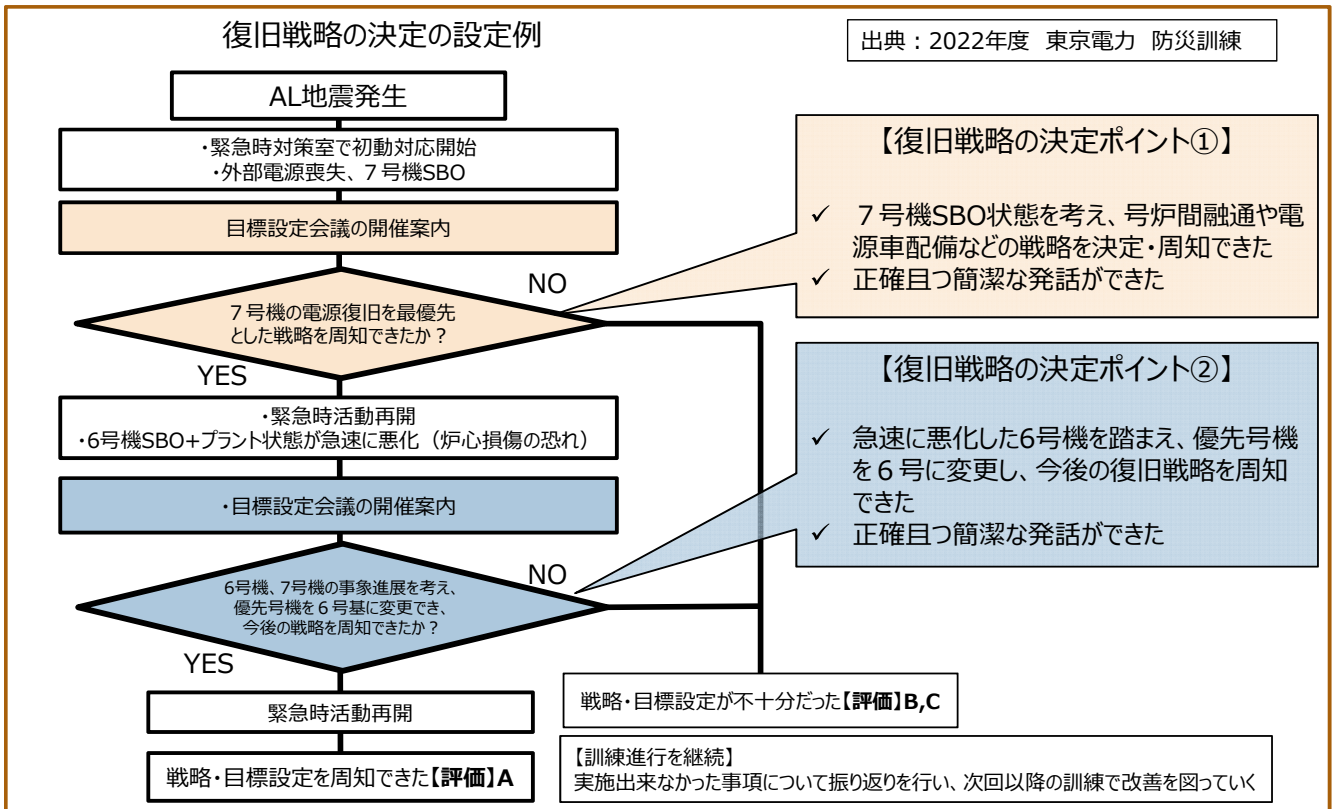 復旧戦略の決定の設定例
出典：2022年度 東京電力 防災訓練
AL地震発生
・緊急時対策室で初動対応開始
・外部電源喪失、７号機SBO
目標設定会議の開催案内
７号機の電源復旧を最優先
とした戦略を周知できたか？
NO
YES
【復旧戦略の決定ポイント①】
✓ ７号機SBO状態を考え、号炉間融通や電
源車配備などの戦略を決定・周知できた
✓ 正確且つ簡潔な発話ができた
・緊急時活動再開
・6号機SBO+プラント状態が急速に悪化（炉心損傷の恐れ）
・目標設定会議の開催案内
6号機、7号機の事象進展を考え、
優先号機を６号基に変更でき、
今後の戦略を周知できたか？
NO
YES
【復旧戦略の決定ポイント②】
✓ 急速に悪化した6号機を踏まえ、優先号機
を６号に変更し、今後の復旧戦略を周知
できた
✓ 正確且つ簡潔な発話ができた
緊急時活動再開
戦略・目標設定を周知できた【評価】A
戦略・目標設定が不十分だった【評価】B,C
【訓練進行を継続】
実施出来なかった事項について振り返りを行い、次回以降の訓練で改善を図っていく